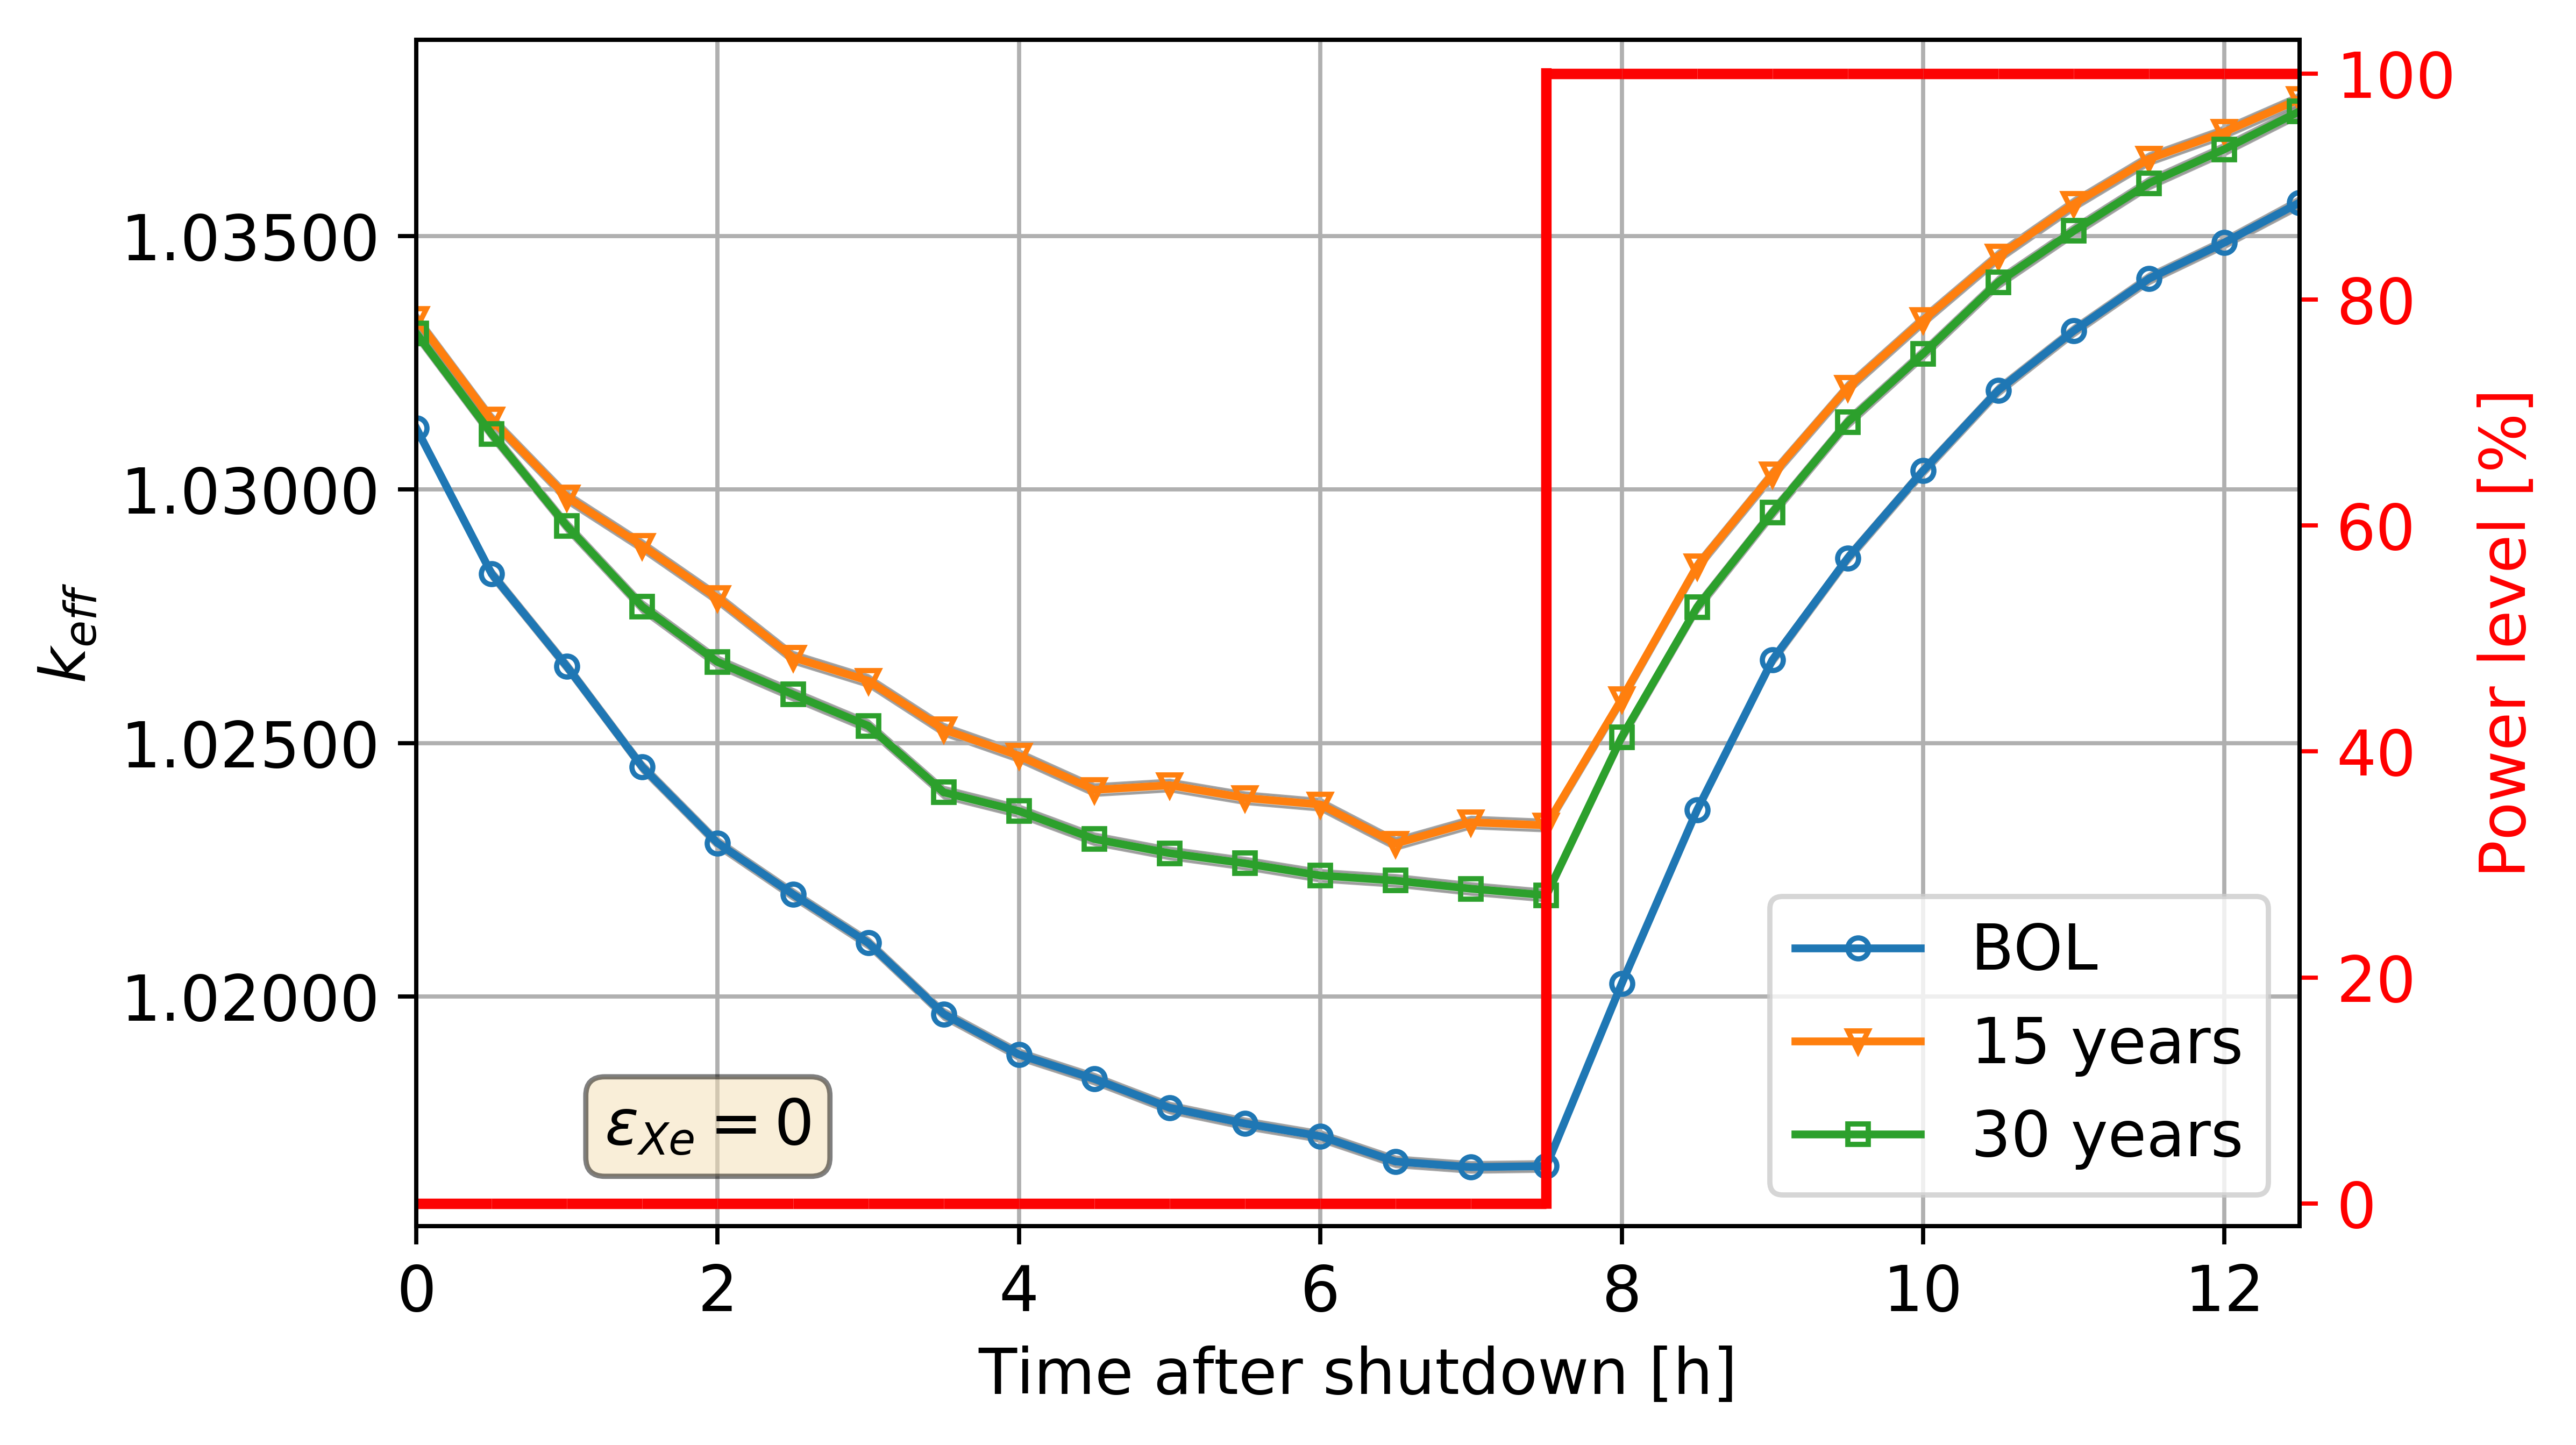 k_eff
1.03500
1.03000
1.02500
1.02000
0 2 4 6 8 10 12
Time after shutdown [h]
100
80
60
40
20
0
Power level [%]
ε_Xe = 0
BOL
15 years
30 years